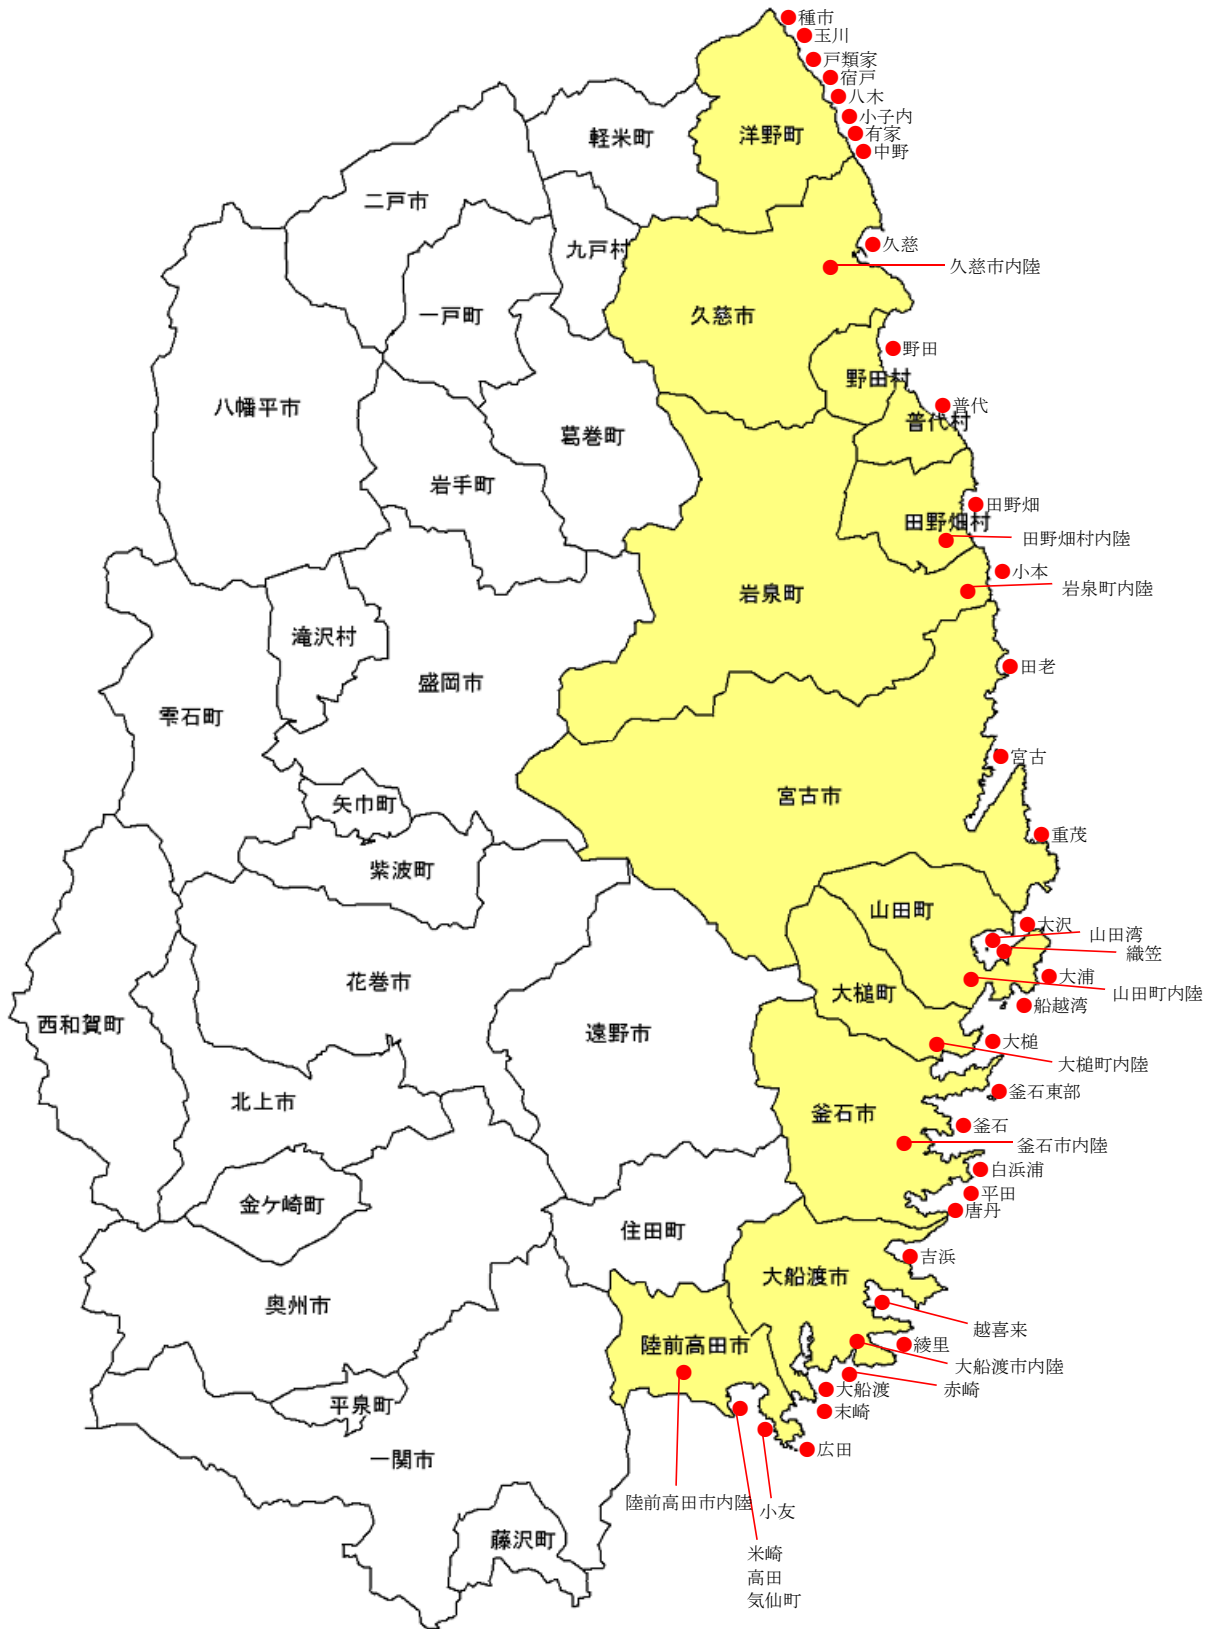 種市
玉川
戸類家
宿戸
八木
小子内
有家
中野
軽米町
洋野町
二戸市
九戸村
久慈
久慈市内陸
一戸町
久慈市
野田
野田村
八幡平市
普代
普代村
葛巻町
岩手町
田野畑
田野畑村
田野畑村内陸
小本
岩泉町
岩泉町内陸
滝沢村
田老
盛岡市
雫石町
宮古
宮古市
矢巾町
重茂
紫波町
山田町
大沢
山田湾
織笠
花巻市
大浦
大槌町
山田町内陸
船越湾
西和賀町
遠野市
大槌
大槌町内陸
釜石東部
北上市
釜石市
釜石
釜石市内陸
白浜浦
平田
金ケ崎町
唐丹
住田町
吉浜
大船渡市
奥州市
越喜来
陸前高田市
綾里
大船渡市内陸
赤崎
大船渡
平泉町
末崎
広田
一関市
陸前高田市内陸
小友
藤沢町
米崎
高田
気仙町